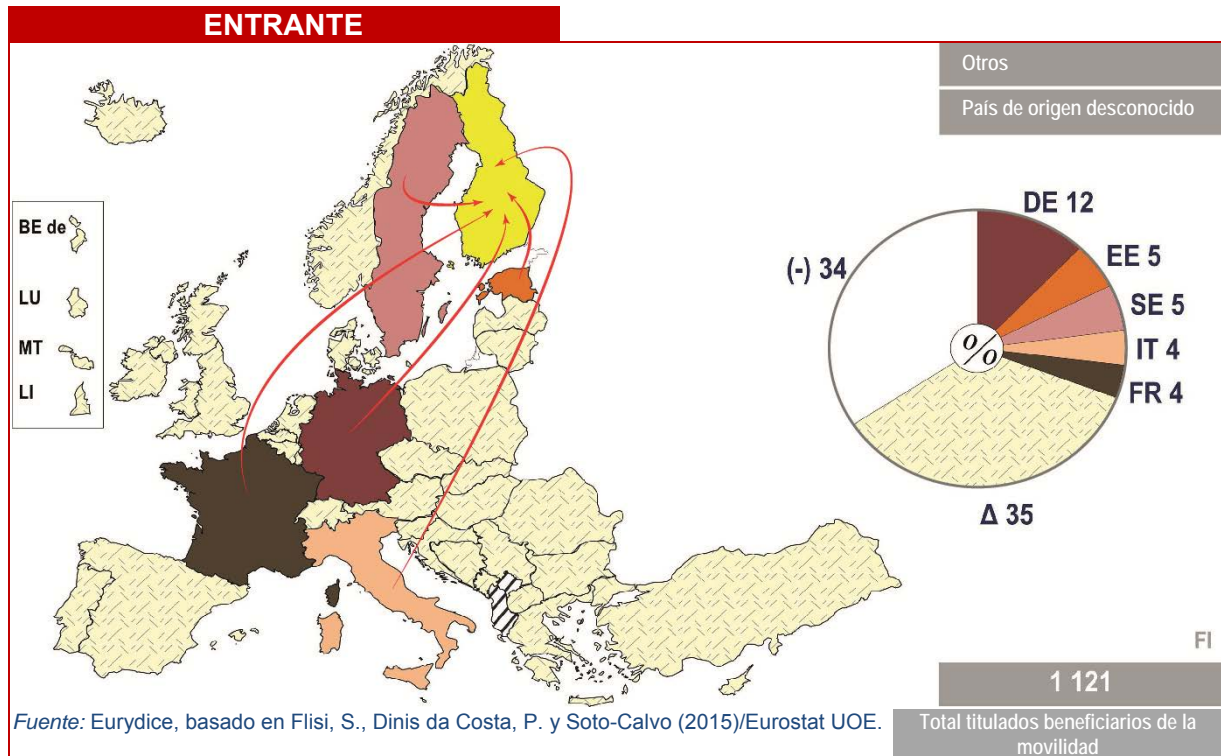 ENTRANTE
Otros
País de origen desconocido
BE de
LU
MT
LI
DE 12
EE 5
SE 5
IT 4
FR 4
Δ 35
(-) 34
%
FI
1 121
Total titulados beneficiarios de la
movilidad
Fuente: Eurydice, basado en Flisi, S., Dinis da Costa, P. y Soto-Calvo (2015)/Eurostat UOE.